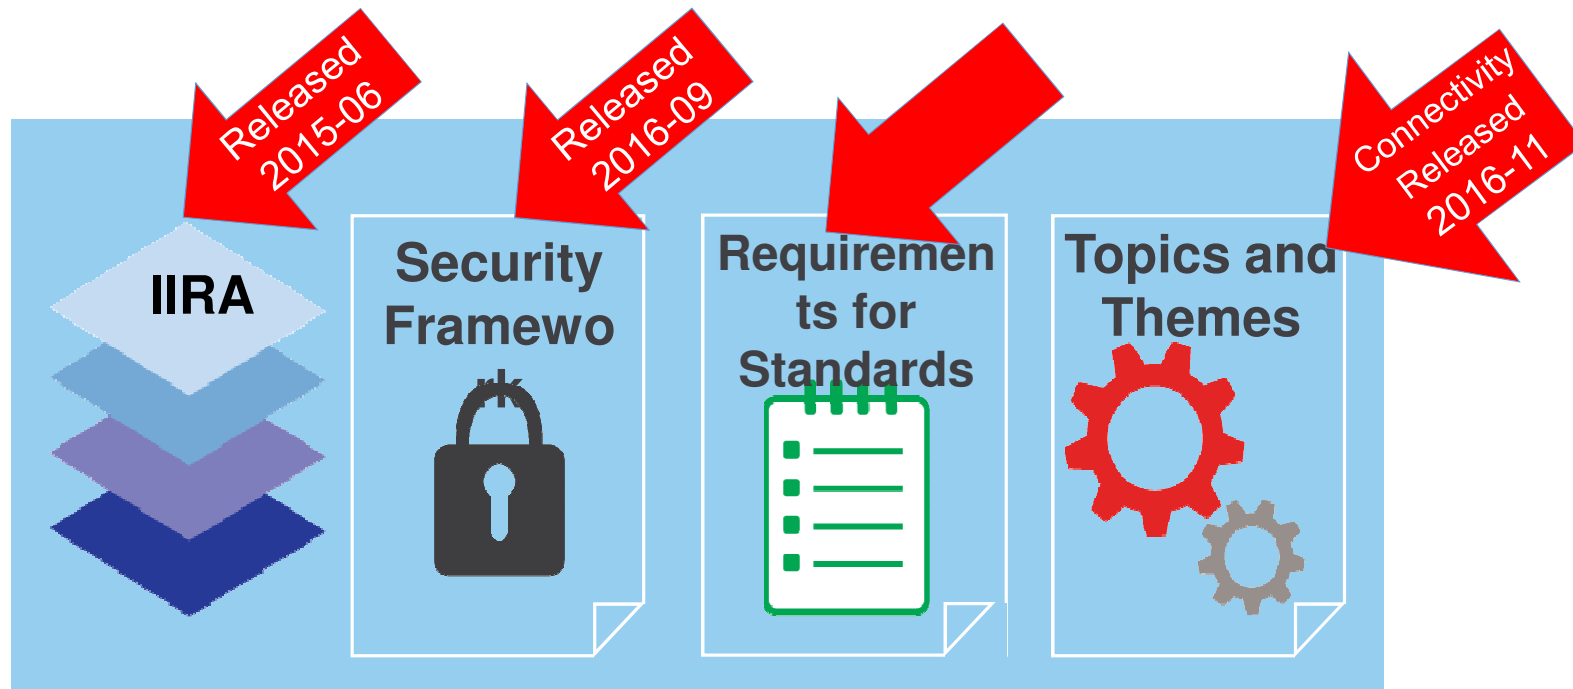 Released
2015-06
Released
2016-09
Connectivity
Released
2016-11
IIRA
Security
Framewo
rk
Requiremen
ts for
Standards
Topics and
Themes